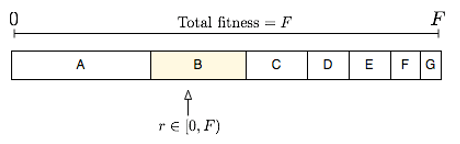 0 Total fitness = F F
A B C D E F G
r ∈ [0, F)